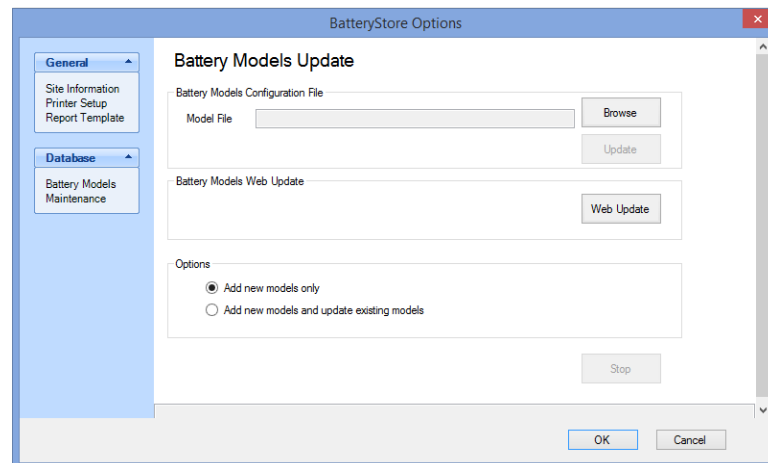 BatteryStore Options
General
Site Information
Printer Setup
Report Template
Database
Battery Models
Maintenance
Battery Models Update
Battery Models Configuration File
Model File
Browse
Update
Battery Models Web Update
Web Update
Options
Add new models only
Add new models and update existing models
Stop
OK
Cancel